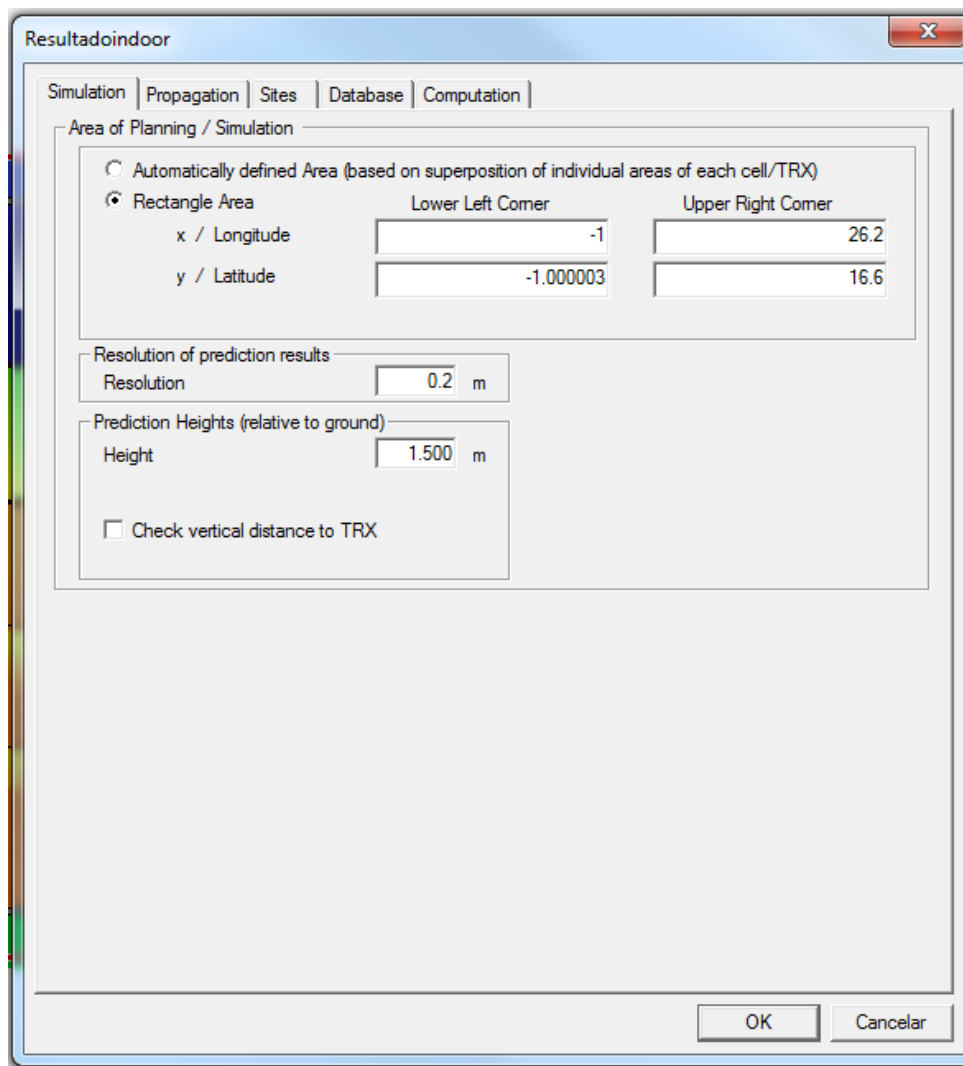 Resultadoindoor
Simulation Propagation Sites Database Computation
Area of Planning / Simulation
Automatically defined Area (based on superposition of individual areas of each cell/TRX)
Rectangle Area Lower Left Corner Upper Right Corner
x / Longitude -1 26.2
y / Latitude -1.000003 16.6
Resolution of prediction results
Resolution 0.2 m
Prediction Heights (relative to ground)
Height 1.500 m
Check vertical distance to TRX
OK Cancelar